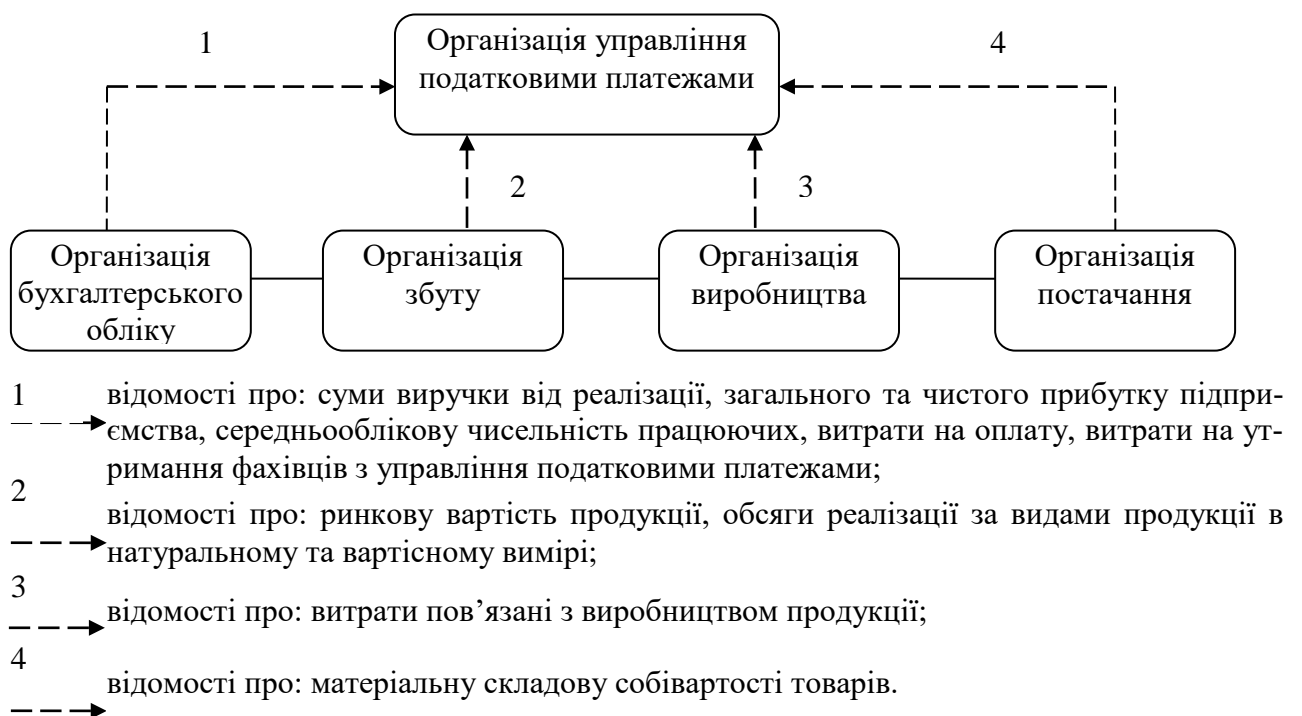 1
Організація управління
податковими платежами
4
2
3
Організація
бухгалтерського
обліку
Організація
збуту
Організація
виробництва
Організація
постачання
1
відомості про: суми виручки від реалізації, загального та чистого прибутку підпри-
ємства, середньооблікову чисельність працюючих, витрати на оплату, витрати на ут-
римання фахівців з управління податковими платежами;
2
відомості про: ринкову вартість продукції, обсяги реалізації за видами продукції в
натуральному та вартісному вимірі;
3
відомості про: витрати пов’язані з виробництвом продукції;
4
відомості про: матеріальну складову собівартості товарів.